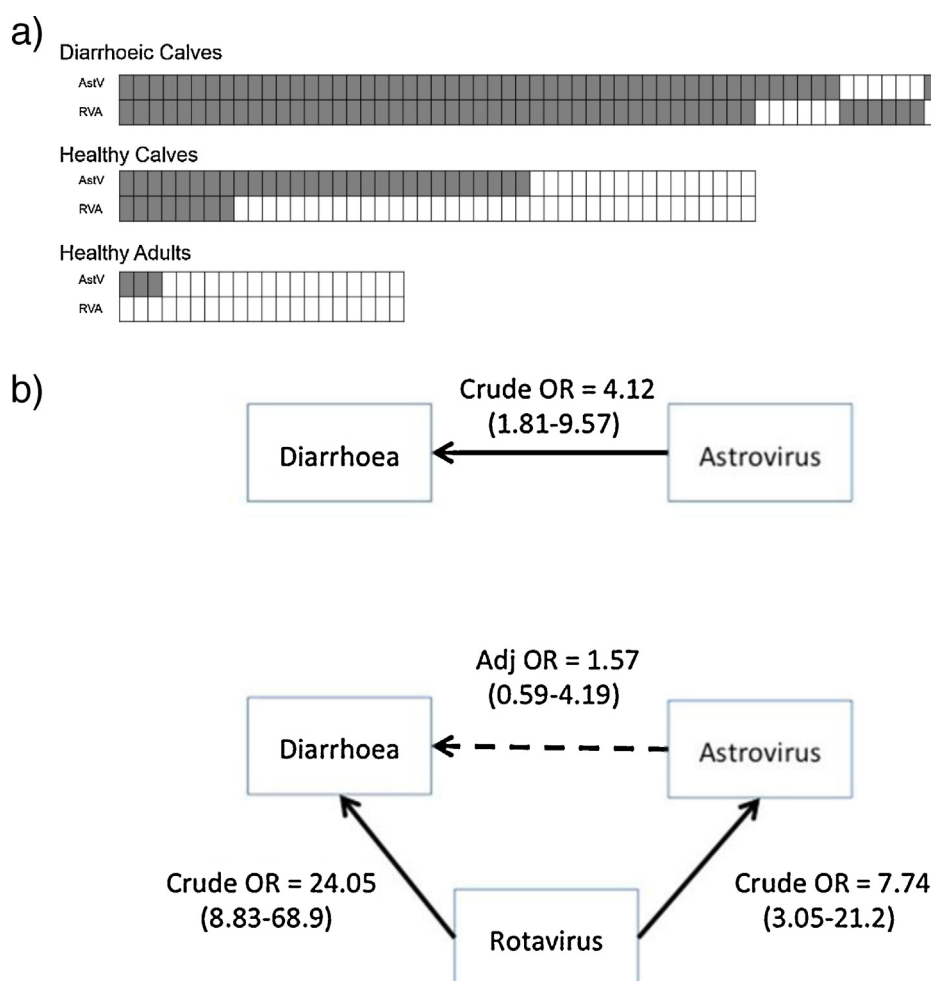 a)
Diarrhoeic Calves
AstV
RVA
Healthy Calves
AstV
RVA
Healthy Adults
AstV
RVA
b)
Crude OR = 4.12
(1.81-9.57)
Diarrhoea
Astrovirus
Adj OR = 1.57
(0.59-4.19)
Diarrhoea
Astrovirus
Crude OR = 24.05
(8.83-68.9)
Crude OR = 7.74
(3.05-21.2)
Rotavirus